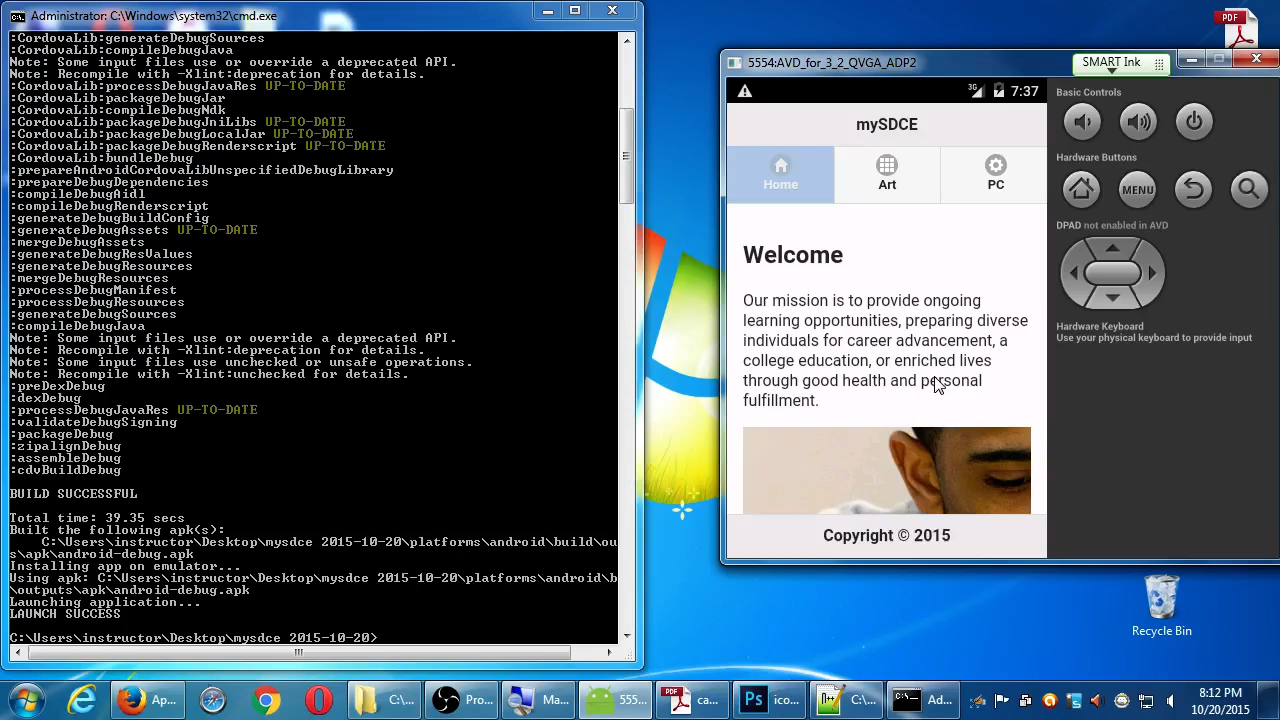 Administrator: C:\Windows\system32\cmd.exe
:CordovaLib:generateDebugSources
:CordovaLib:compileDebugJava
Note: Some input files use or override a deprecated API.
Note: Recompile with -Xlint:deprecation for details.
:CordovaLib:processDebugJavaRes UP-TO-DATE
:CordovaLib:packageDebugJar
:CordovaLib:compileDebugNdk
:CordovaLib:packageDebugJniLibs UP-TO-DATE
:CordovaLib:packageDebugLocalJar UP-TO-DATE
:CordovaLib:packageDebugRenderscript UP-TO-DATE
:CordovaLib:bundleDebug
:prepareAndroidCordovaLibUnspecifiedDebugLibrary
:prepareDebugDependencies
:compileDebugAidl
:compileDebugRenderscript
:generateDebugBuildConfig
:generateDebugAssets UP-TO-DATE
:mergeDebugAssets
:generateDebugResValues
:generateDebugResources
:mergeDebugResources
:processDebugManifest
:processDebugResources
:generateDebugSources
:compileDebugJava
Note: Some input files use or override a deprecated API.
Note: Recompile with -Xlint:deprecation for details.
Note: Some input files use unchecked or unsafe operations.
Note: Recompile with -Xlint:unchecked for details.
:preDexDebug
:dexDebug
:processDebugJavaRes UP-TO-DATE
:validateDebugSigning
:packageDebug
:zipalignDebug
:assembleDebug
:cdvBuildDebug
BUILD SUCCESSFUL
Total time: 39.35 secs
Built the following apk(s):
C:\Users\instructor\Desktop\mysdce 2015-10-20\platforms\android\build\ou
s\apk\android-debug.apk
Installing app on emulator...
Using apk: C:\Users\instructor\Desktop\mysdce 2015-10-20\platforms\android\b
\outputs\apk\android-debug.apk
Launching application...
LAUNCH SUCCESS
C:\Users\instructor\Desktop\mysdce 2015-10-20>
PDF
5554:AVD_for_3_2_QVGA_ADP2
SMART Ink
3G 7:37
mySDCE
Home Art PC
Welcome
Our mission is to provide ongoing
learning opportunities, preparing diverse
individuals for career advancement, a
college education, or enriched lives
through good health and personal
fulfillment.
Copyright © 2015
Basic Controls
Hardware Buttons
MENU
DPAD not enabled in AVD
Hardware Keyboard
Use your physical keyboard to provide input
Recycle Bin
Ap... C:\... Pro... Ma... 555... PDF ca... Ps ico... C:\... Ad...
8:12 PM
10/20/2015